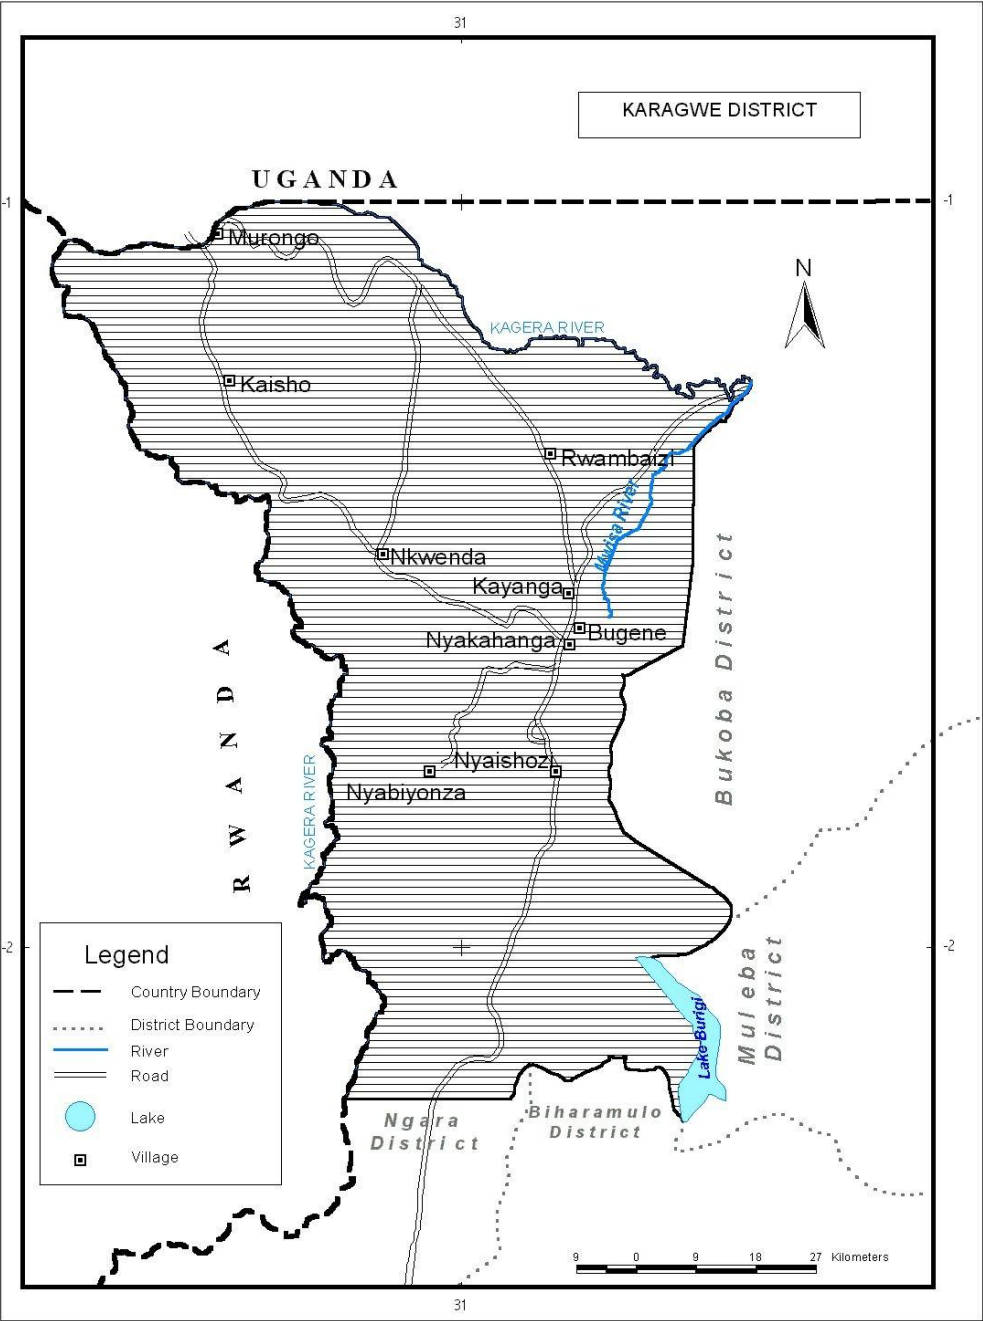 31
KARAGWE DISTRICT
UGANDA
-1
-1
Murongo
N
KAGERA RIVER
Kaisho
Rwambaizi
Mwisa River
Nkwenda
Kayanga
Bugene
Nyakahanga
Bukoba District
RWANDA
KAGERA RIVER
Nyaishozi
Nyabiyonza
-2
-2
Legend
Country Boundary
District Boundary
River
Road
Lake
Village
Muleba
District
Lake Burigi
Ngara
District
Biharamulo
District
9 0 9 18 27 Kilometers
31